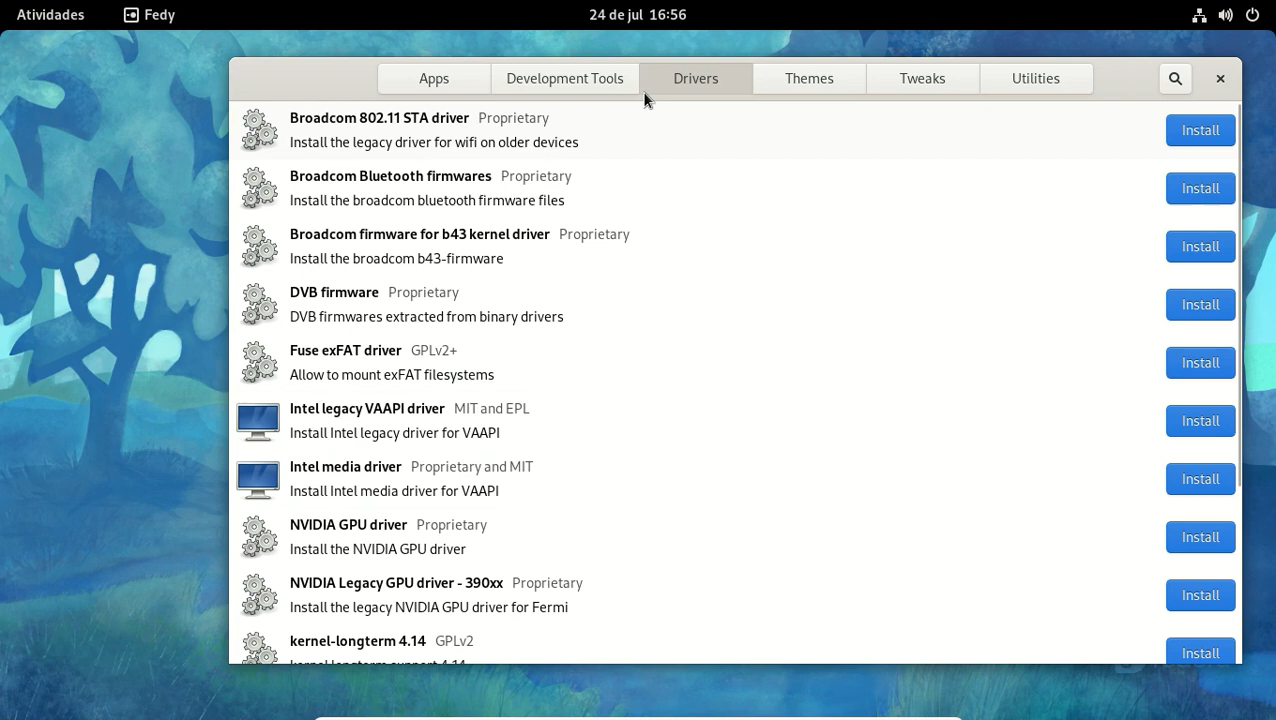 Atividades Fedy 24 de jul 16:56
Apps Development Tools Drivers Themes Tweaks Utilities
Broadcom 802.11 STA driver Proprietary
Install the legacy driver for wifi on older devices
Install
Broadcom Bluetooth firmwares Proprietary
Install the broadcom bluetooth firmware files
Install
Broadcom firmware for b43 kernel driver Proprietary
Install the broadcom b43-firmware
Install
DVB firmware Proprietary
DVB firmwares extracted from binary drivers
Install
Fuse exFAT driver GPLv2+
Allow to mount exFAT filesystems
Install
Intel legacy VAAPI driver MIT and EPL
Install Intel legacy driver for VAAPI
Install
Intel media driver Proprietary and MIT
Install Intel media driver for VAAPI
Install
NVIDIA GPU driver Proprietary
Install the NVIDIA GPU driver
Install
NVIDIA Legacy GPU driver - 390xx Proprietary
Install the legacy NVIDIA GPU driver for Fermi
Install
kernel-longterm 4.14 GPLv2
Install